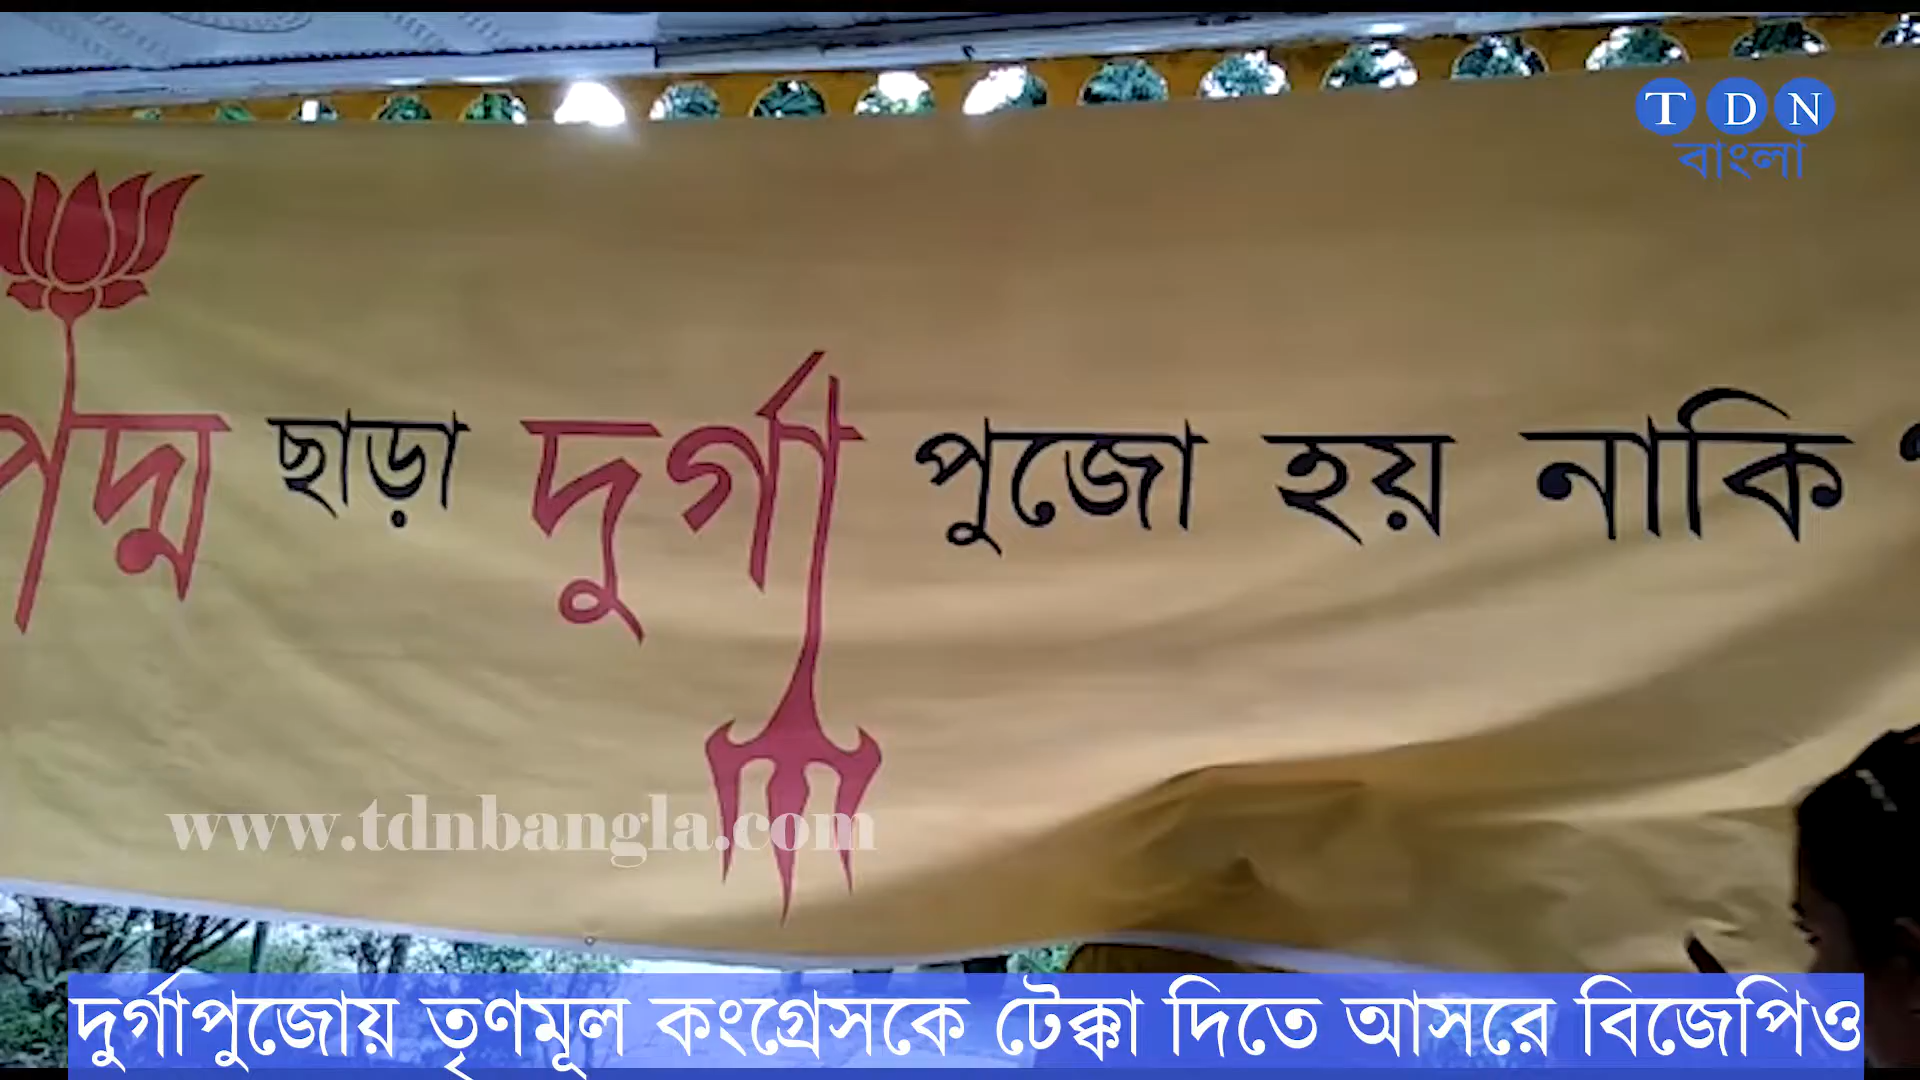 T D N
বাংলা
পদ্ম ছাড়া দুর্গা পুজো হয় নাকি
www.tdnbangla.com
দুর্গাপুজোয় তৃণমূল কংগ্রেসকে টেক্কা দিতে আসরে বিজেপিও